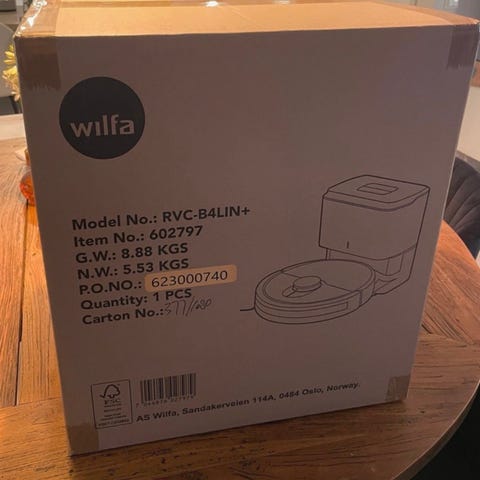 wilfa
Model No.: RVC-B4LIN+
Item No.: 602797
G.W.: 8.88 KGS
N.W.: 5.53 KGS
P.O.NO.: 623000740
Quantity: 1 PCS
Carton No.:
FSC
AS Wilfa, Sandakerveien 114A, 0484 Oslo, Norway.